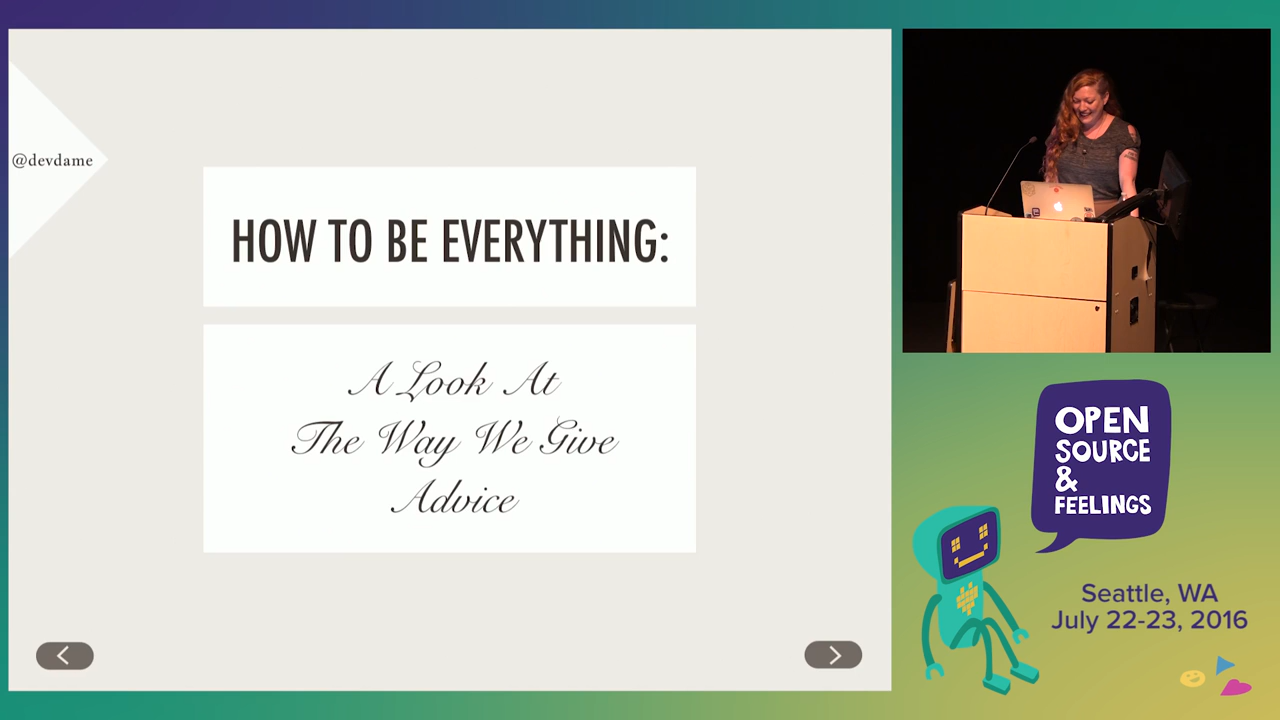 @devdame
HOW TO BE EVERYTHING:
A Look At
The Way We Give
Advice
OPEN
SOURCE
&
FEELINGS
Seattle, WA
July 22-23, 2016